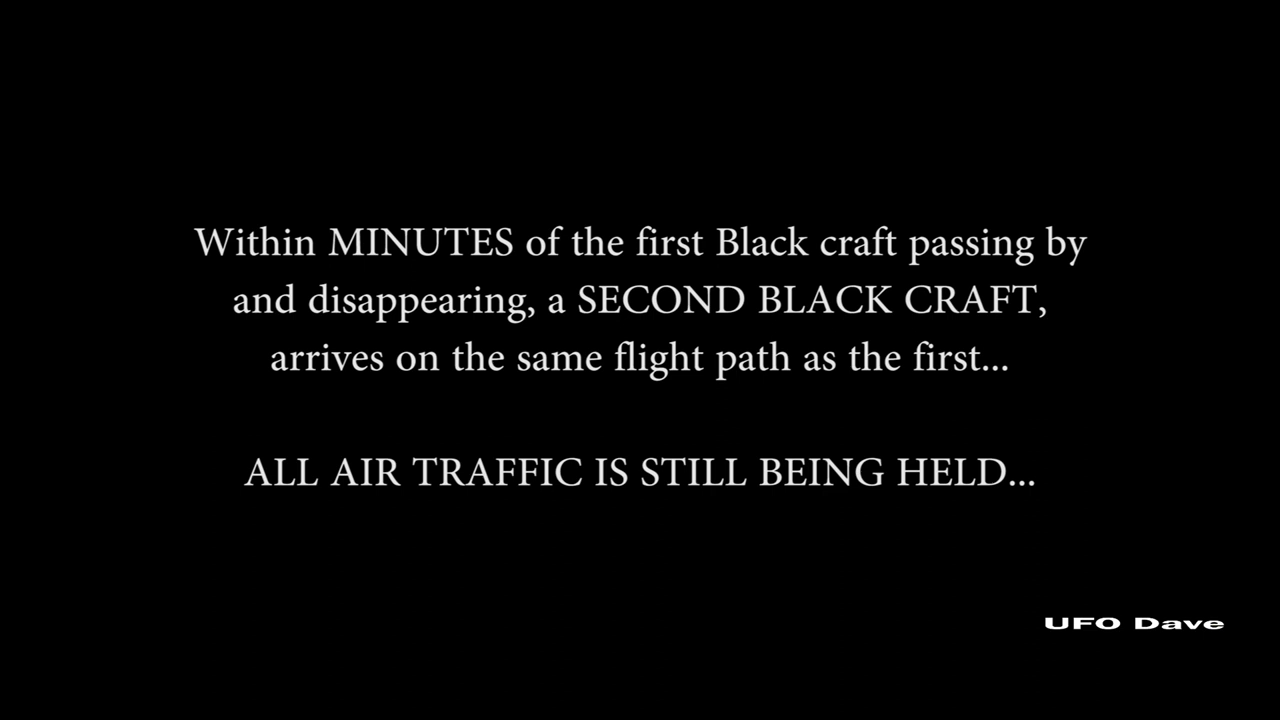 Within MINUTES of the first Black craft passing by
and disappearing, a SECOND BLACK CRAFT,
arrives on the same flight path as the first...
ALL AIR TRAFFIC IS STILL BEING HELD...
UFO Dave